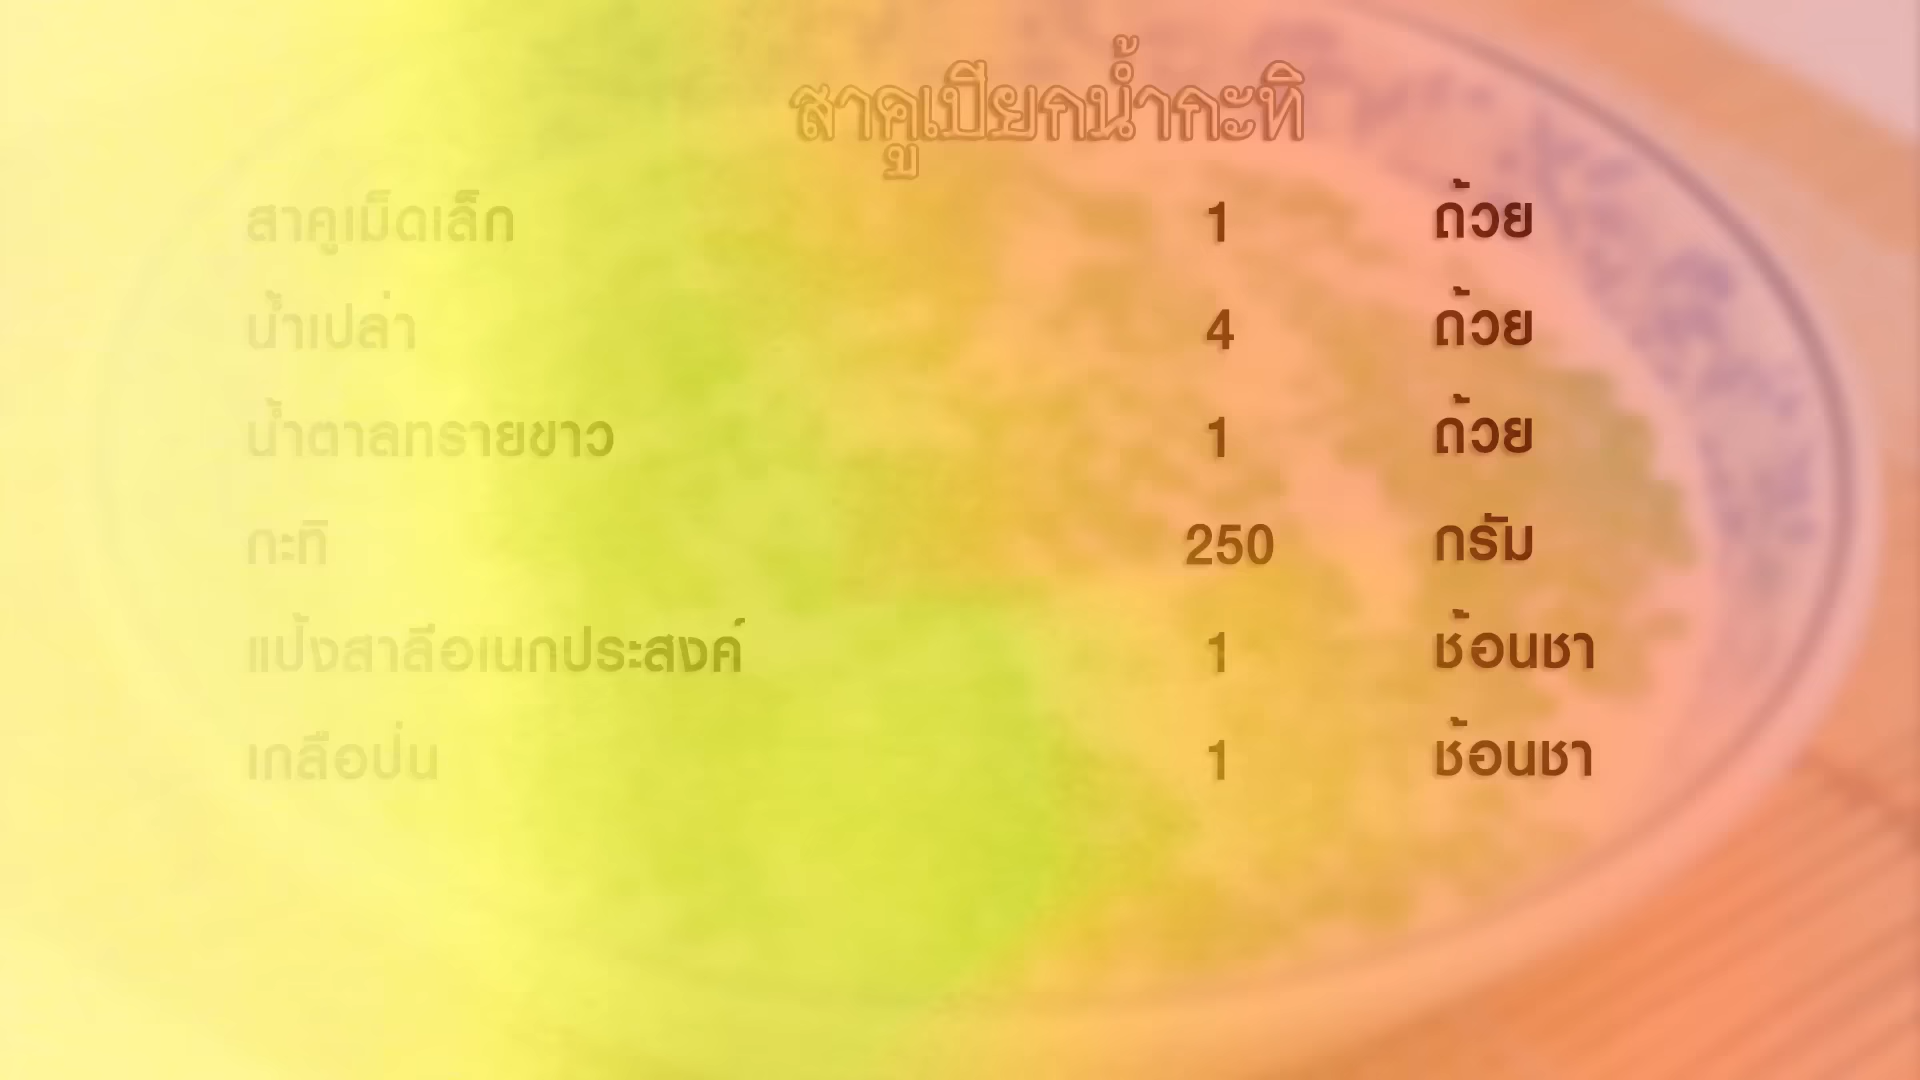 สาคูเปียกน้ำกะทิ
สาคูเม็ดเล็ก 1 ถ้วย
น้ำเปล่า 4 ถ้วย
น้ำตาลทรายขาว 1 ถ้วย
กะทิ 250 กรัม
แป้งสาลีอเนกประสงค์ 1 ช้อนชา
เกลือป่น 1 ช้อนชา